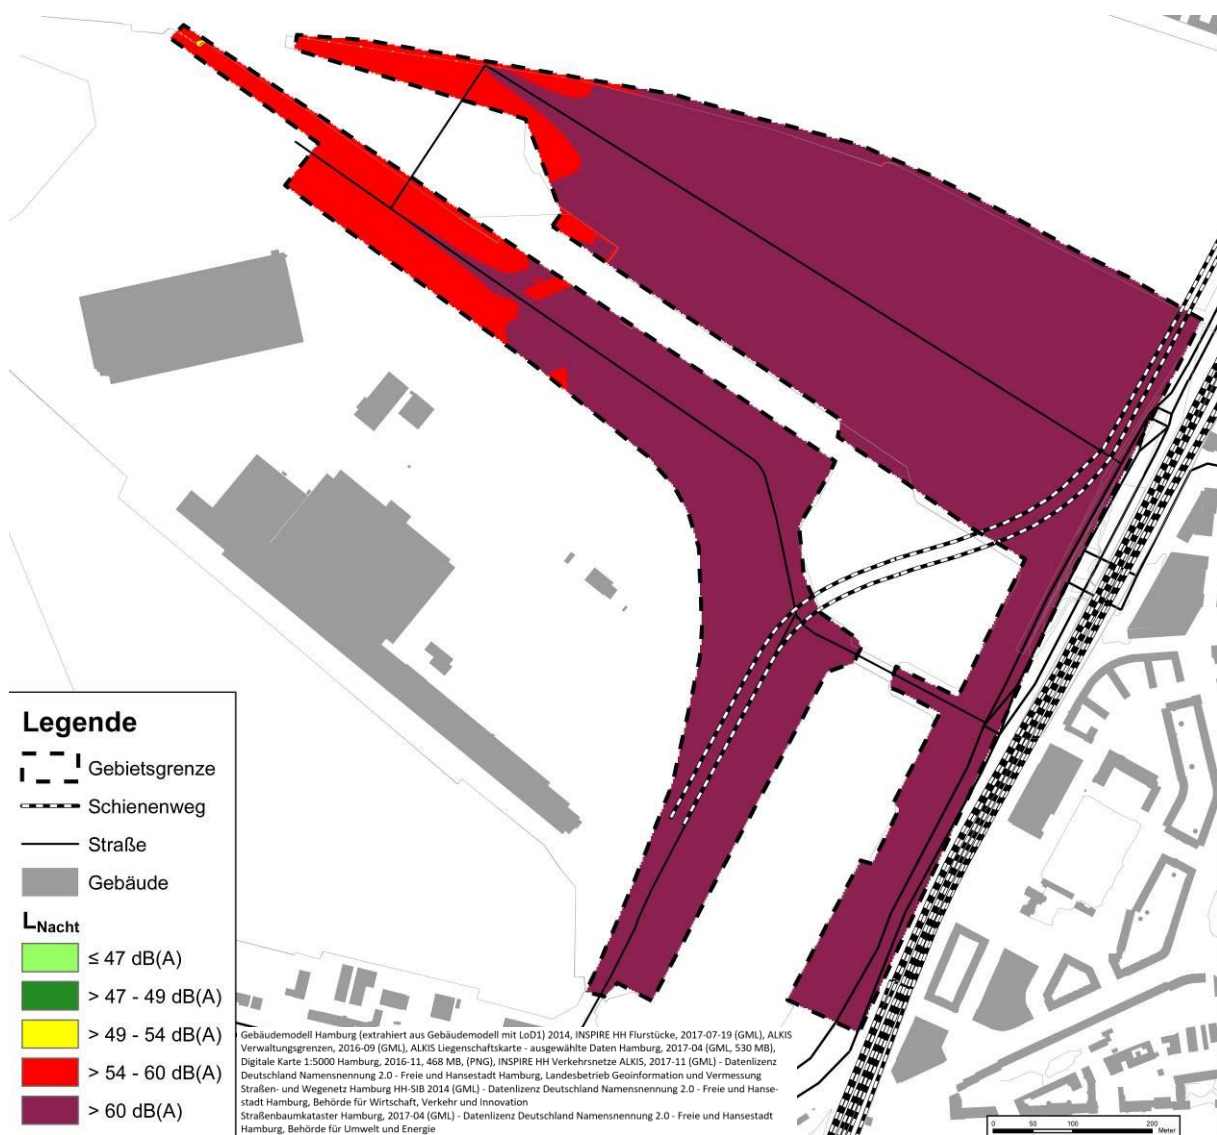 Legende
Gebietsgrenze
Schienenweg
Straße
Gebäude
LNacht
≤ 47 dB(A)
> 47 - 49 dB(A)
> 49 - 54 dB(A)
> 54 - 60 dB(A)
> 60 dB(A)
Gebäudemodell Hamburg (extrahiert aus Gebäudemodell mit LoD1) 2014, INSPIRE HH Flurstücke, 2017-07-19 (GML), ALKIS
Verwaltungsgrenzen, 2016-09 (GML), ALKIS Liegenschaftskarte - ausgewählte Daten Hamburg, 2017-04 (GML, 530 MB),
Digitale Karte 1:5000 Hamburg, 2016-11, 468 MB, (PNG), INSPIRE HH Verkehrsnetze ALKIS, 2017-11 (GML) - Datenlizenz
Deutschland Namensnennung 2.0 - Freie und Hansestadt Hamburg, Landesbetrieb Geoinformation und Vermessung
Straßen- und Wegenetz Hamburg HH-SIB 2014 (GML) - Datenlizenz Deutschland Namensnennung 2.0 - Freie und Hanse-
stadt Hamburg, Behörde für Wirtschaft, Verkehr und Innovation
Straßenbaumkataster Hamburg, 2017-04 (GML) - Datenlizenz Deutschland Namensnennung 2.0 - Freie und Hansestadt
Hamburg, Behörde für Umwelt und Energie
0 50 100 200
Meter